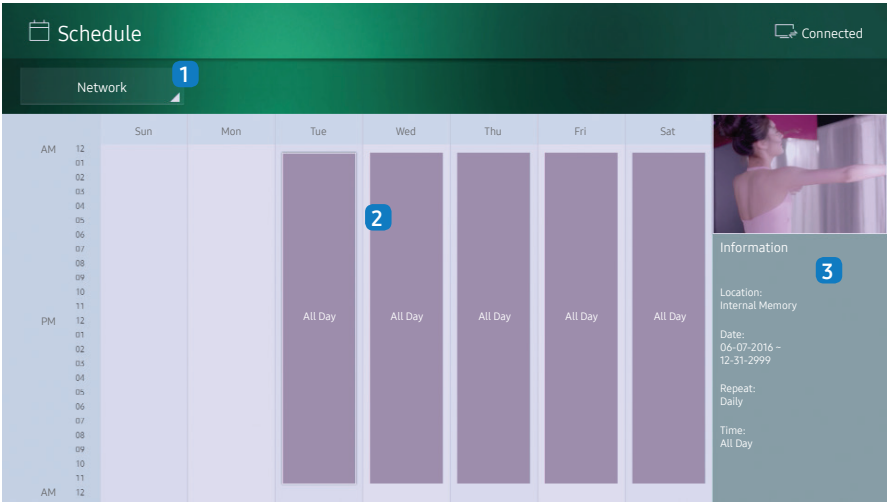 Schedule
Connected
Network
1
Sun Mon Tue Wed Thu Fri Sat
AM 12
01
02
03
04
05
06
07
08
09
10
11
PM 12
01
02
03
04
05
06
07
08
09
10
11
AM 12
2
All Day All Day All Day All Day All Day
Information
3
Location:
Internal Memory
Date:
06-07-2016 –
12-31-2999
Repeat:
Daily
Time:
All Day